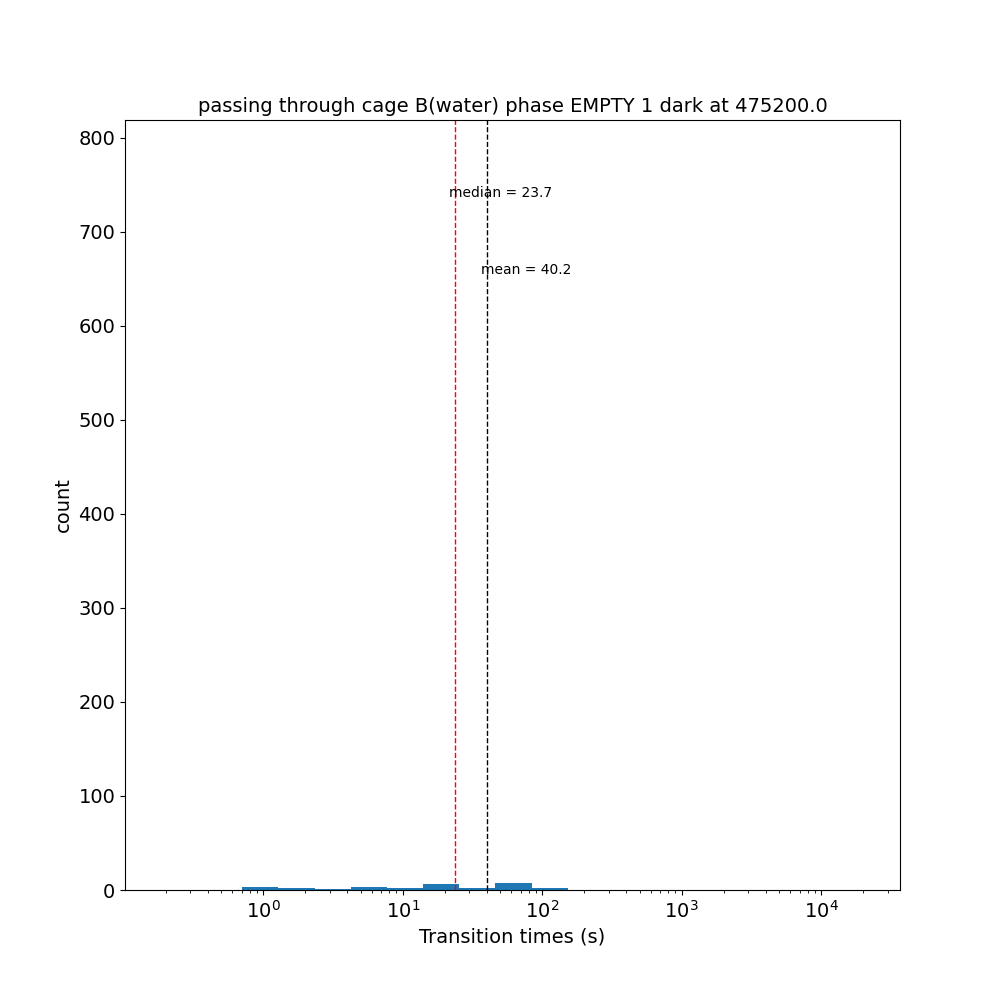 passing through cage B(water) phase EMPTY 1 dark at 475200.0
800
median = 23.7
700
mean = 40.2
600
500
count
400
300
200
100
0
10^0 10^1 10^2 10^3 10^4
Transition times (s)